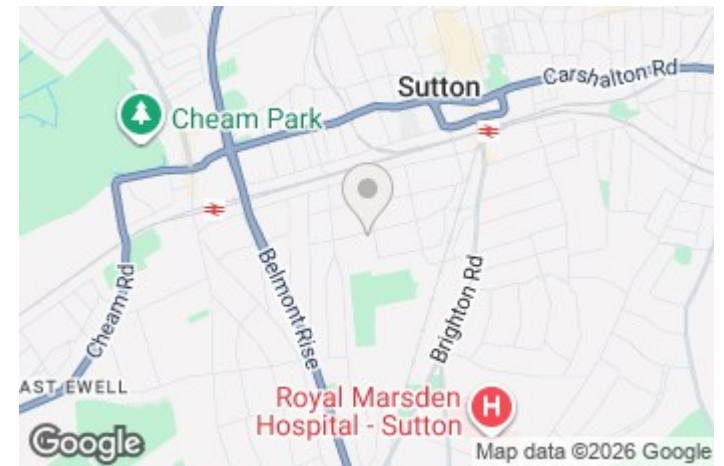 Sutton
Carshalton Rd
Cheam Park
Belmont Rise
Brighton Rd
Cheam Rd
AST EWELL
Royal Marsden
Hospital - Sutton
H
Google
Map data ©2026 Google